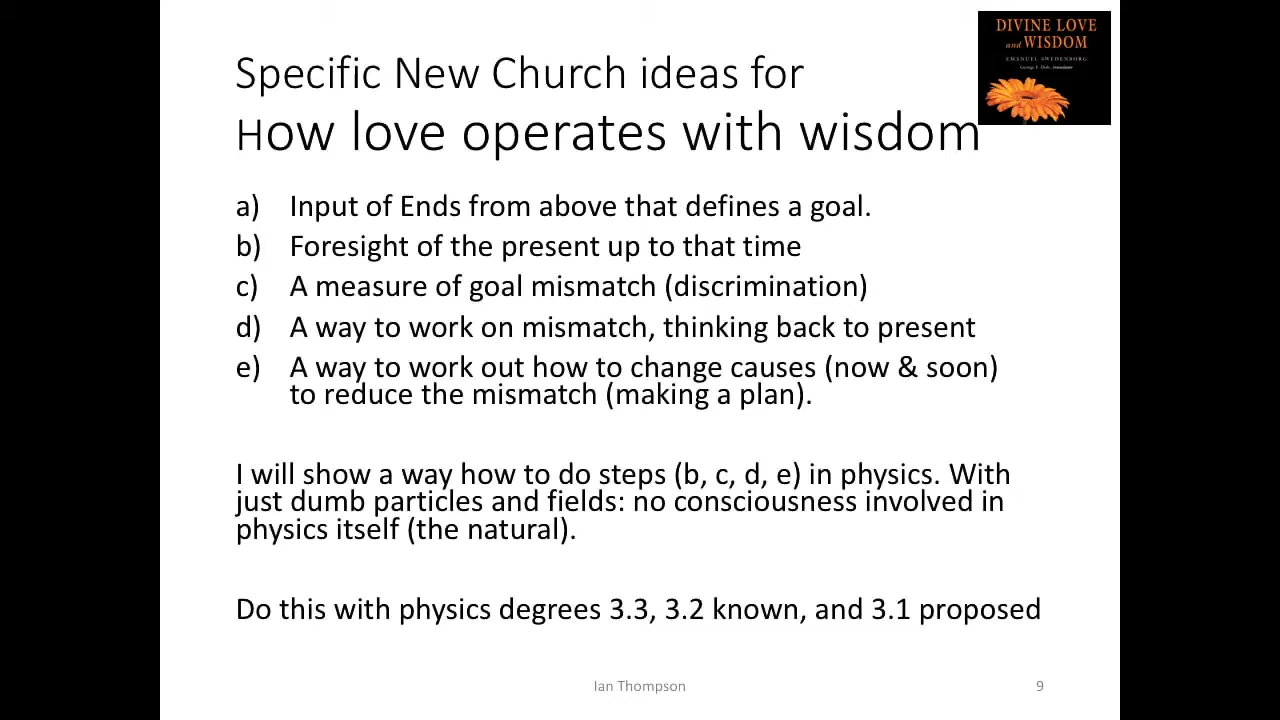 DIVINE LOVE
and WISDOM
EMANUEL SWEDENBORG
George F. Dole, translator
Specific New Church ideas for
How love operates with wisdom
a) Input of Ends from above that defines a goal.
b) Foresight of the present up to that time
c) A measure of goal mismatch (discrimination)
d) A way to work on mismatch, thinking back to present
e) A way to work out how to change causes (now & soon)
to reduce the mismatch (making a plan).
I will show a way how to do steps (b, c, d, e) in physics. With
just dumb particles and fields: no consciousness involved in
physics itself (the natural).
Do this with physics degrees 3.3, 3.2 known, and 3.1 proposed
Ian Thompson
9